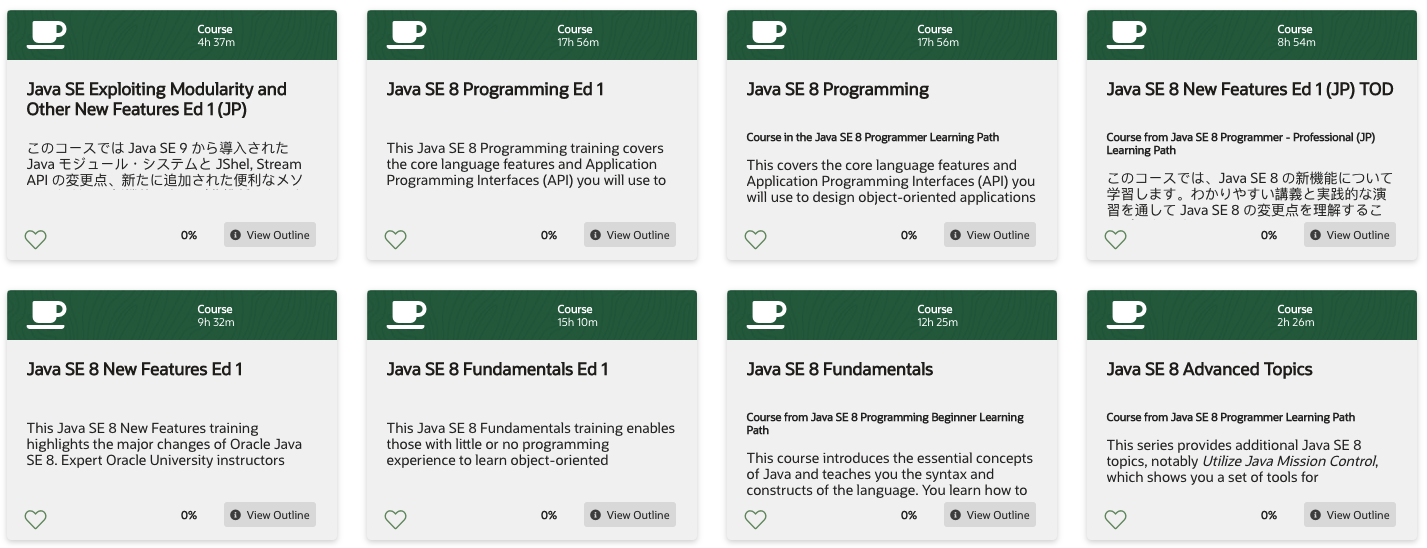 Course
4h 37m
Java SE Exploiting Modularity and
Other New Features Ed 1 (JP)
このコースでは Java SE 9 から導入された
Java モジュール・システムと JShel, Stream
API の変更点、新たに追加された便利なメソ
0%
View Outline
Course
17h 56m
Java SE 8 Programming Ed 1
This Java SE 8 Programming training covers
the core language features and Application
Programming Interfaces (API) you will use to
0%
View Outline
Course
17h 56m
Java SE 8 Programming
Course in the Java SE 8 Programmer Learning Path
This covers the core language features and
Application Programming Interfaces (API) you
will use to design object-oriented applications
0%
View Outline
Course
8h 54m
Java SE 8 New Features Ed 1 (JP) TOD
Course from Java SE 8 Programmer - Professional (JP)
Learning Path
このコースでは、Java SE 8 の新機能について
学習します。わかりやすい講義と実践的な演
習を通して Java SE 8 の変更点を理解するこ
0%
View Outline
Course
9h 32m
Java SE 8 New Features Ed 1
This Java SE 8 New Features training
highlights the major changes of Oracle Java
SE 8. Expert Oracle University instructors
0%
View Outline
Course
15h 10m
Java SE 8 Fundamentals Ed 1
This Java SE 8 Fundamentals training enables
those with little or no programming
experience to learn object-oriented
0%
View Outline
Course
12h 25m
Java SE 8 Fundamentals
Course from Java SE 8 Programming Beginner Learning
Path
This course introduces the essential concepts
of Java and teaches you the syntax and
constructs of the language. You learn how to
0%
View Outline
Course
2h 26m
Java SE 8 Advanced Topics
Course from Java SE 8 Programmer Learning Path
This series provides additional Java SE 8
topics, notably Utilize Java Mission Control,
which shows you a set of tools for
0%
View Outline